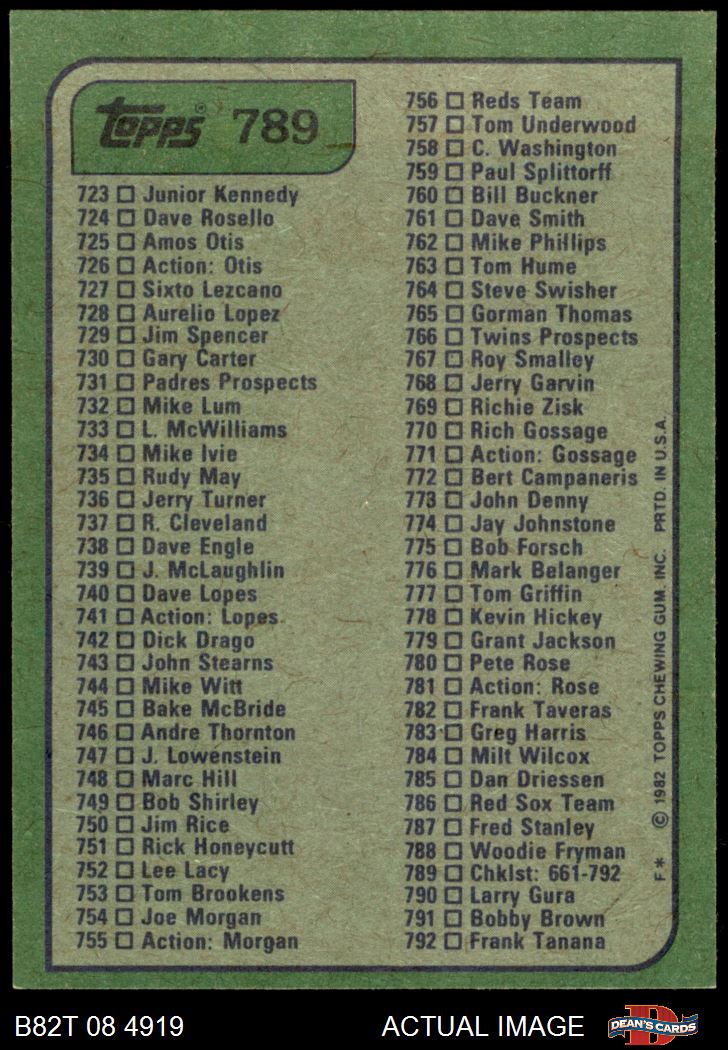 Topps® 789
723 ☐ Junior Kennedy
724 ☐ Dave Rosello
725 ☐ Amos Otis
726 ☐ Action: Otis
727 ☐ Sixto Lezcano
728 ☐ Aurelio Lopez
729 ☐ Jim Spencer
730 ☐ Gary Carter
731 ☐ Padres Prospects
732 ☐ Mike Lum
733 ☐ L. McWilliams
734 ☐ Mike Ivie
735 ☐ Rudy May
736 ☐ Jerry Turner
737 ☐ R. Cleveland
738 ☐ Dave Engle
739 ☐ J. McLaughlin
740 ☐ Dave Lopes
741 ☐ Action: Lopes
742 ☐ Dick Drago
743 ☐ John Stearns
744 ☐ Mike Witt
745 ☐ Bake McBride
746 ☐ Andre Thornton
747 ☐ J. Lowenstein
748 ☐ Marc Hill
749 ☐ Bob Shirley
750 ☐ Jim Rice
751 ☐ Rick Honeycutt
752 ☐ Lee Lacy
753 ☐ Tom Brookens
754 ☐ Joe Morgan
755 ☐ Action: Morgan
756 ☐ Reds Team
757 ☐ Tom Underwood
758 ☐ C. Washington
759 ☐ Paul Splittorff
760 ☐ Bill Buckner
761 ☐ Dave Smith
762 ☐ Mike Phillips
763 ☐ Tom Hume
764 ☐ Steve Swisher
765 ☐ Gorman Thomas
766 ☐ Twins Prospects
767 ☐ Roy Smalley
768 ☐ Jerry Garvin
769 ☐ Richie Zisk
770 ☐ Rich Gossage
771 ☐ Action: Gossage
772 ☐ Bert Campaneris
773 ☐ John Denny
774 ☐ Jay Johnstone
775 ☐ Bob Forsch
776 ☐ Mark Belanger
777 ☐ Tom Griffin
778 ☐ Kevin Hickey
779 ☐ Grant Jackson
780 ☐ Pete Rose
781 ☐ Action: Rose
782 ☐ Frank Taveras
783 ☐ Greg Harris
784 ☐ Milt Wilcox
785 ☐ Dan Driessen
786 ☐ Red Sox Team
787 ☐ Fred Stanley
788 ☐ Woodie Fryman
789 ☐ Chklst: 661-792
790 ☐ Larry Gura
791 ☐ Bobby Brown
792 ☐ Frank Tanana
F* © 1982 TOPPS CHEWING GUM, INC. PRTD. IN U.S.A.
B82T 08 4919 ACTUAL IMAGE D DEAN'S CARDS